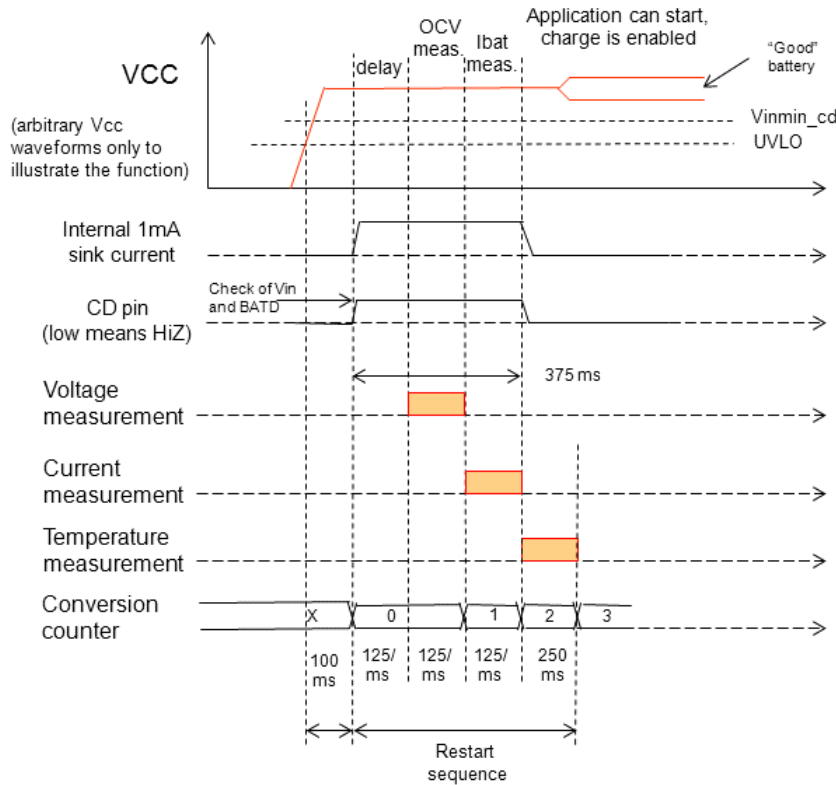 Application can start,
charge is enabled
OCV
meas.
Ibat
meas.
delay
"Good"
battery
VCC
(arbitrary Vcc
waveforms only to
illustrate the function)
Vinmin_cd
UVLO
Internal 1mA
sink current
Check of Vin
and BATD
CD pin
(low means HiZ)
375 ms
Voltage
measurement
Current
measurement
Temperature
measurement
Conversion
counter
X 0 1 2 3
100 125/ 125/ 125/ 250
ms ms ms ms ms
Restart
sequence